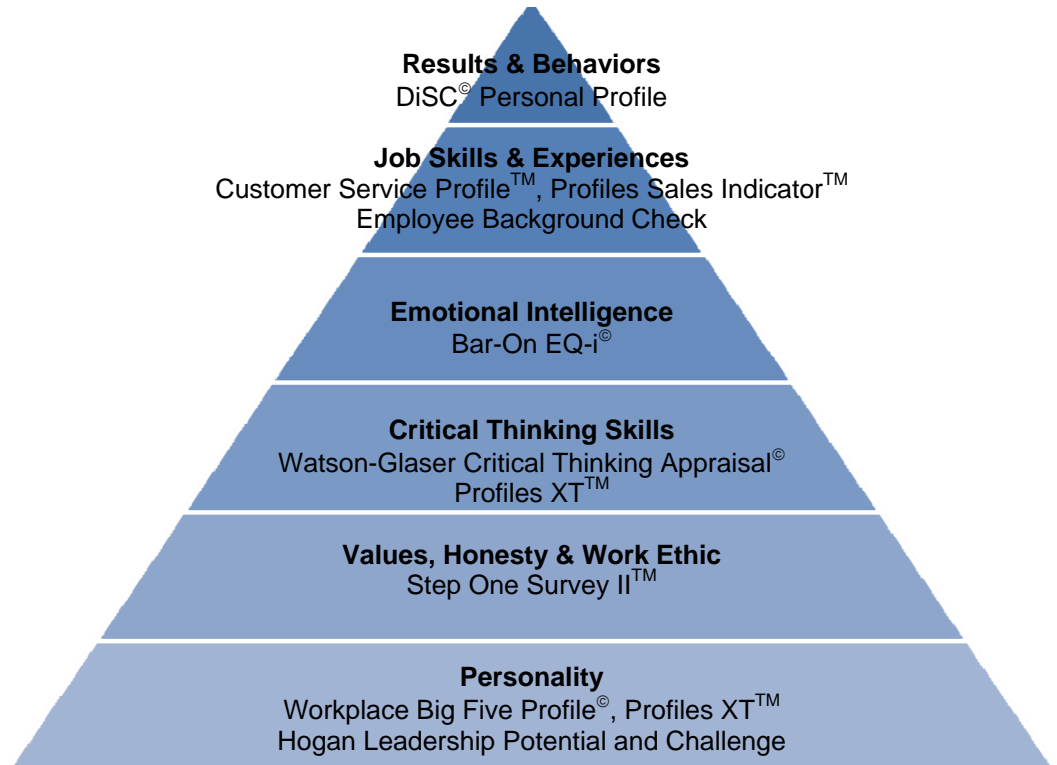 Results & Behaviors
DiSC© Personal Profile
Job Skills & Experiences
Customer Service Profile™, Profiles Sales Indicator™
Employee Background Check
Emotional Intelligence
Bar-On EQ-i©
Critical Thinking Skills
Watson-Glaser Critical Thinking Appraisal©
Profiles XT™
Values, Honesty & Work Ethic
Step One Survey II™
Personality
Workplace Big Five Profile©, Profiles XT™
Hogan Leadership Potential and Challenge